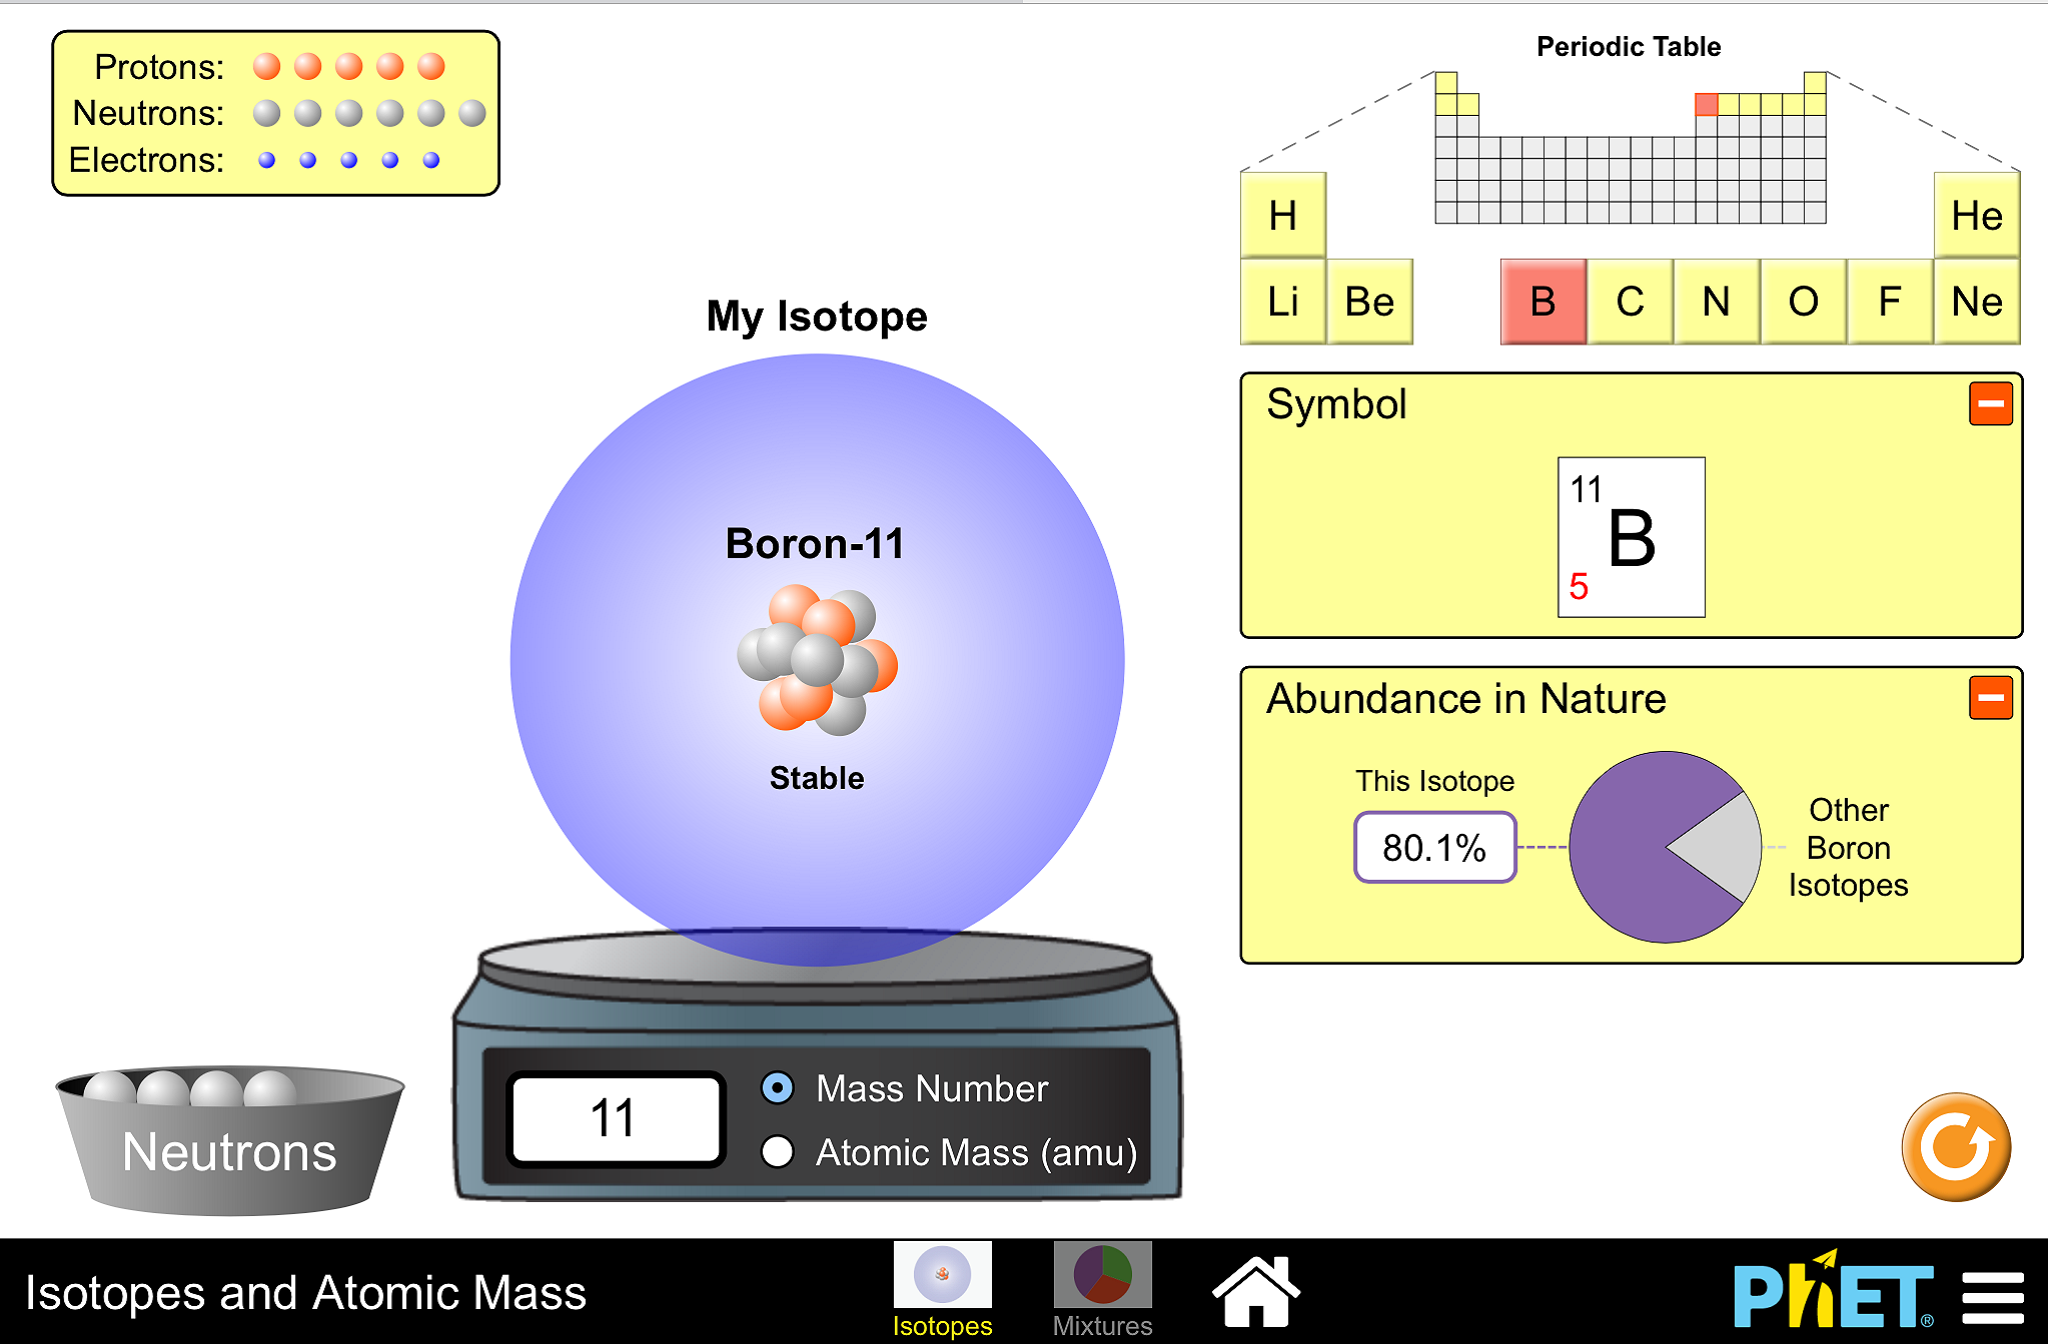 Protons:
Neutrons:
Electrons:
Periodic Table
H
He
Li Be B C N O F Ne
My Isotope
Boron-11
Stable
Symbol
11
B
5
Abundance in Nature
This Isotope
80.1%
Other
Boron
Isotopes
11
Mass Number
Atomic Mass (amu)
Neutrons
Isotopes and Atomic Mass
Isotopes
Mixtures
PhET®